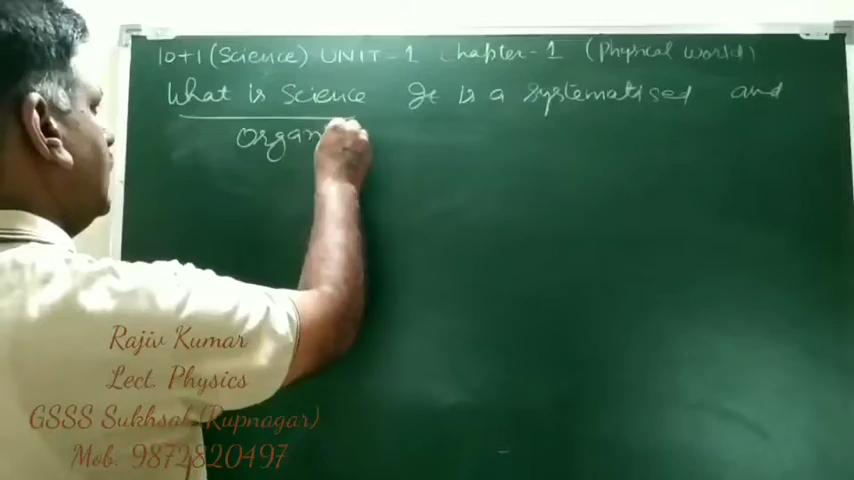 10+1 (Science) UNIT-1 chapter-1 (Physical World)
What is Science It is a systematised and
organ
Rajiv Kumar
Lect. Physics
GSSS Sukhsal (Rupnagar)
Mob. 9872820497